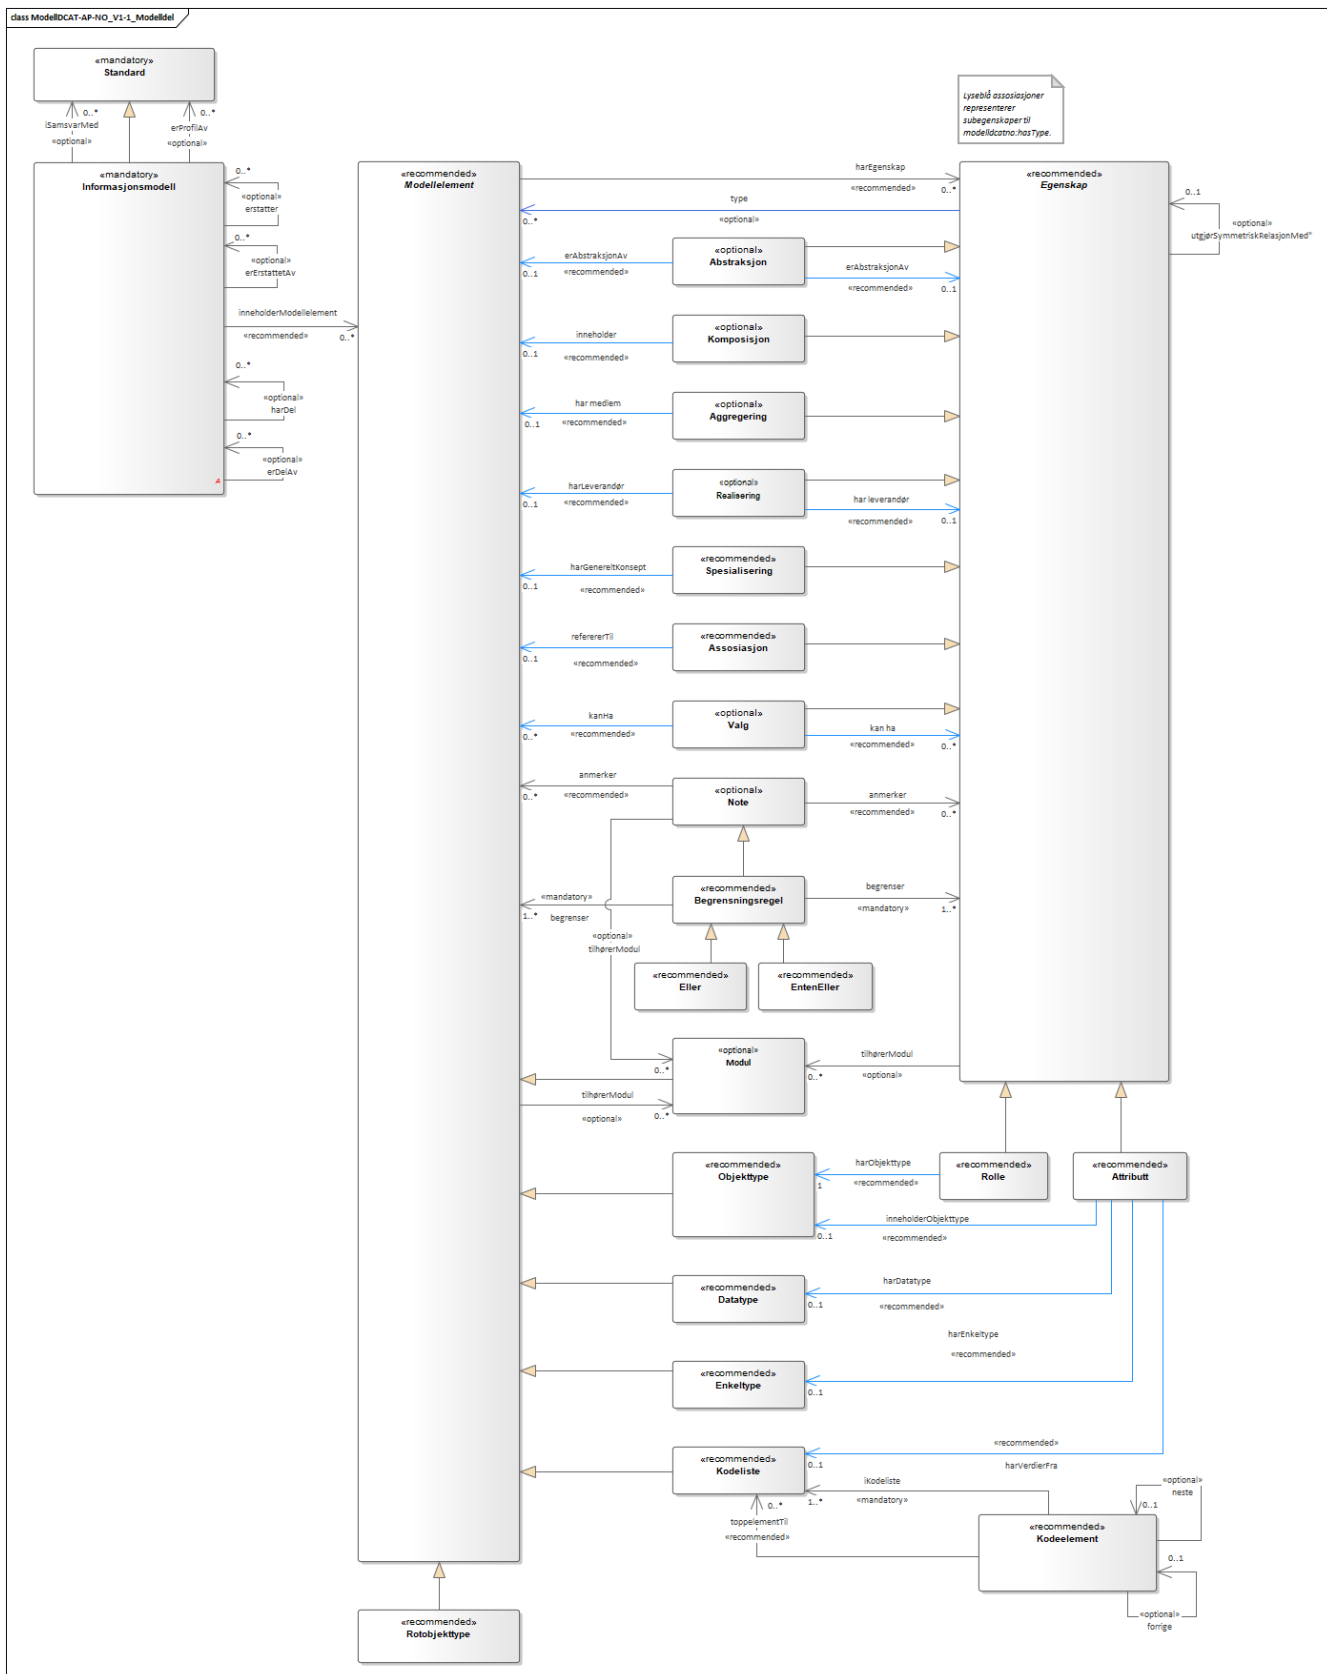 class ModellDCAT-AP-NO_V1-1_Modelldel
«mandatory»
Standard
0..*
0..*
iSamsvarMed
erProfilAv
«optional»
«optional»
«mandatory»
Informasjonsmodell
0..*
«optional»
erstatter
0..*
«optional»
erErstattetAv
inneholderModellelement
«recommended»
0..*
0..*
«optional»
harDel
0..*
«optional»
erDelAv
A
«recommended»
Modellelement
Lyseblå assosiasjoner
representerer
subegenskaper til
modelldcatno:hasType.
«recommended»
Egenskap
harEgenskap
«recommended»
0..*
type
0..*
«optional»
0..1
«optional»
utgjørSymmetriskRelasjonMed"
«optional»
Abstraksjon
erAbstraksjonAv
0..1
«recommended»
erAbstraksjonAv
«recommended»
0..1
«optional»
Komposisjon
inneholder
0..1
«recommended»
«optional»
Aggregering
har medlem
0..1
«recommended»
«optional»
Realisering
harLeverandør
0..1
«recommended»
har leverandør
«recommended»
0..1
«recommended»
Spesialisering
harGenereltKonsept
0..1
«recommended»
«recommended»
Assosiasjon
refererTil
0..1
«recommended»
«optional»
Valg
kanHa
0..*
«recommended»
kan ha
«recommended»
0..*
«optional»
Note
anmerker
0..*
«recommended»
anmerker
«recommended»
0..*
«recommended»
Begrensningsregel
«mandatory»
1..*
begrenser
begrenser
«mandatory»
1..*
«optional»
tilhørerModul
«recommended»
Eller
«recommended»
EntenEller
«optional»
Modul
0..*
tilhørerModul
0..*
«optional»
tilhørerModul
0..*
«optional»
«recommended»
Objekttype
harObjekttype
1
«recommended»
«recommended»
Rolle
«recommended»
Attributt
inneholderObjekttype
0..1
«recommended»
«recommended»
Datatype
harDatatype
0..1
«recommended»
harEnkeltype
«recommended»
«recommended»
Enkeltype
0..1
«recommended»
Kodeliste
«recommended»
0..1
harVerdierFra
iKodeliste
0..*
1..*
«mandatory»
toppelementTil
«recommended»
«optional»
neste
0..1
«recommended»
Kodeelement
0..1
«optional»
forrige
«recommended»
Rotobjekttype